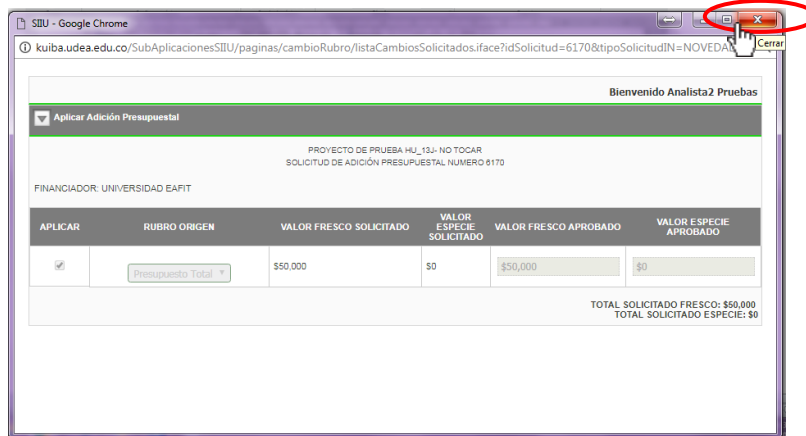 SIIU - Google Chrome
kuiba.udea.edu.co/SubAplicacionesSIIU/paginas/cambioRubro/listaCambiosSolicitados.iface?idSolicitud=6170&tipoSolicitudIN=NOVEDAD
Cerrar
Bienvenido Analista2 Pruebas
Aplicar Adición Presupuestal
PROYECTO DE PRUEBA HU_13J- NO TOCAR
SOLICITUD DE ADICIÓN PRESUPUESTAL NUMERO 6170
FINANCIADOR: UNIVERSIDAD EAFIT
APLICAR RUBRO ORIGEN VALOR FRESCO SOLICITADO VALOR ESPECIE SOLICITADO VALOR FRESCO APROBADO VALOR ESPECIE APROBADO
Presupuesto Total $50,000 $0 $50,000 $0
TOTAL SOLICITADO FRESCO: $50,000
TOTAL SOLICITADO ESPECIE: $0